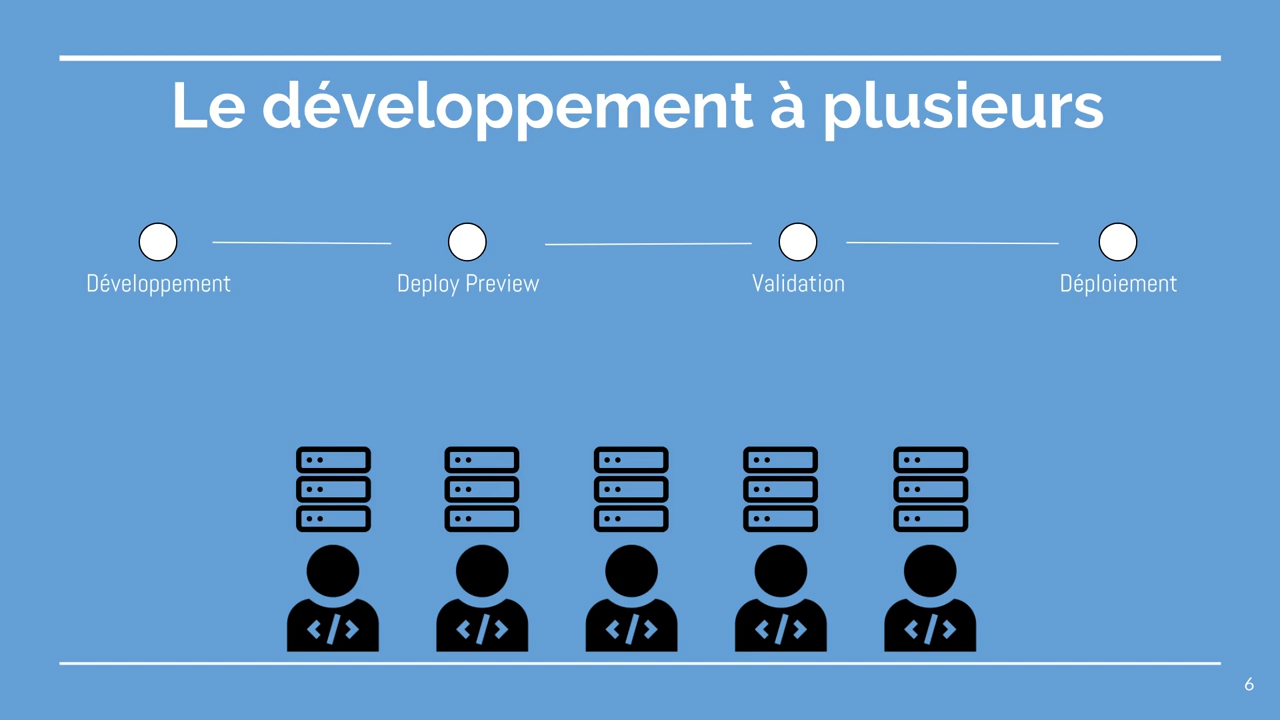 Le développement à plusieurs
Développement
Deploy Preview
Validation
Déploiement
</> </> </> </> </>
6